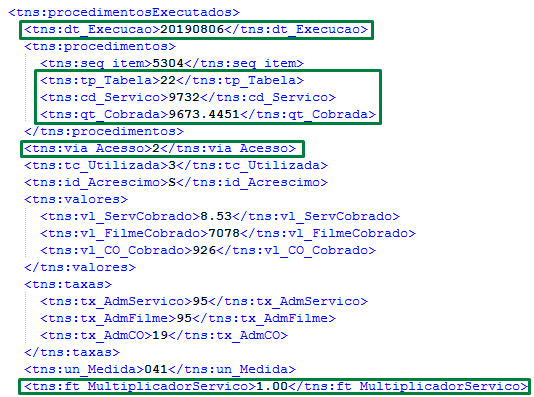 <tns:procedimentosExecutados>
<tns:dt_Execucao>20190806</tns:dt_Execucao>
<tns:procedimentos>
<tns:seq_item>5304</tns:seq_item>
<tns:tp_Tabela>22</tns:tp_Tabela>
<tns:cd_Servico>9732</tns:cd_Servico>
<tns:qt_Cobrada>9673.4451</tns:qt_Cobrada>
</tns:procedimentos>
<tns:via_Acesso>2</tns:via_Acesso>
<tns:tc_Utilizada>3</tns:tc_Utilizada>
<tns:id_Acrescimo>S</tns:id_Acrescimo>
<tns:valores>
<tns:vl_ServCobrado>8.53</tns:vl_ServCobrado>
<tns:vl_FilmeCobrado>7078</tns:vl_FilmeCobrado>
<tns:vl_CO_Cobrado>926</tns:vl_CO_Cobrado>
</tns:valores>
<tns:taxas>
<tns:tx_AdmServico>95</tns:tx_AdmServico>
<tns:tx_AdmFilme>95</tns:tx_AdmFilme>
<tns:tx_AdmCO>19</tns:tx_AdmCO>
</tns:taxas>
<tns:un_Medida>041</tns:un_Medida>
<tns:ft_MultiplicadorServico>1.00</tns:ft_MultiplicadorServico>